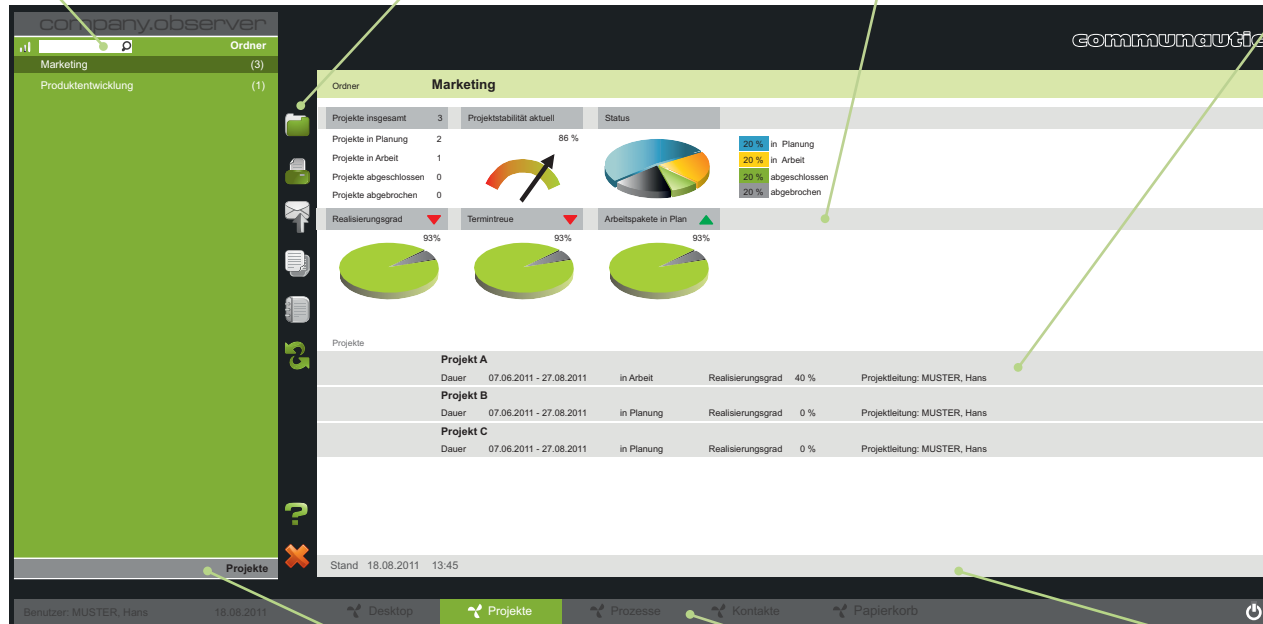 company.observer
communautic
Ordner
Marketing (3)
Produktentwicklung (1)
Ordner Marketing
Projekte insgesamt 3 Projektstabilität aktuell Status
Projekte in Planung 2 86 % 20 % in Planung
Projekte in Arbeit 1 20 % in Arbeit
Projekte abgeschlossen 0 20 % abgeschlossen
Projekte abgebrochen 0 20 % abgebrochen
Realisierungsgrad Termintreue Arbeitspakete in Plan
93% 93% 93%
Projekte
Projekt A
Dauer 07.06.2011 - 27.08.2011 in Arbeit Realisierungsgrad 40 % Projektleitung: MUSTER, Hans
Projekt B
Dauer 07.06.2011 - 27.08.2011 in Planung Realisierungsgrad 0 % Projektleitung: MUSTER, Hans
Projekt C
Dauer 07.06.2011 - 27.08.2011 in Planung Realisierungsgrad 0 % Projektleitung: MUSTER, Hans
Projekte
Stand 18.08.2011 13:45
Benutzer: MUSTER, Hans 18.08.2011 Desktop Projekte Prozesse Kontakte Papierkorb